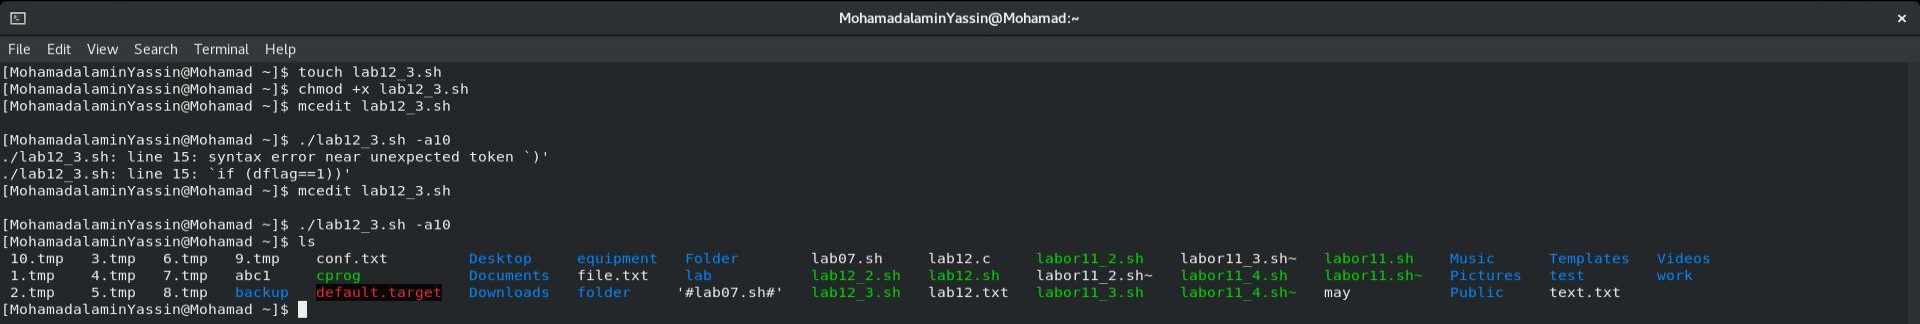 MohamadalaminYassin@Mohamad:~
File Edit View Search Terminal Help
[MohamadalaminYassin@Mohamad ~]$ touch lab12_3.sh
[MohamadalaminYassin@Mohamad ~]$ chmod +x lab12_3.sh
[MohamadalaminYassin@Mohamad ~]$ mcedit lab12_3.sh
[MohamadalaminYassin@Mohamad ~]$ ./lab12_3.sh -a10
./lab12_3.sh: line 15: syntax error near unexpected token `)'
./lab12_3.sh: line 15: `if (dflag==1))'
[MohamadalaminYassin@Mohamad ~]$ mcedit lab12_3.sh
[MohamadalaminYassin@Mohamad ~]$ ./lab12_3.sh -a10
[MohamadalaminYassin@Mohamad ~]$ ls
10.tmp 3.tmp 6.tmp 9.tmp conf.txt Desktop equipment Folder lab07.sh lab12.c labor11_2.sh labor11_3.sh~ labor11.sh Music Templates Videos
1.tmp 4.tmp 7.tmp abc1 cprog Documents file.txt lab lab12_2.sh lab12.sh labor11_2.sh~ labor11_4.sh labor11.sh~ Pictures test work
2.tmp 5.tmp 8.tmp backup default.target Downloads folder '#lab07.sh#' lab12_3.sh lab12.txt labor11_3.sh labor11_4.sh~ may Public text.txt
[MohamadalaminYassin@Mohamad ~]$